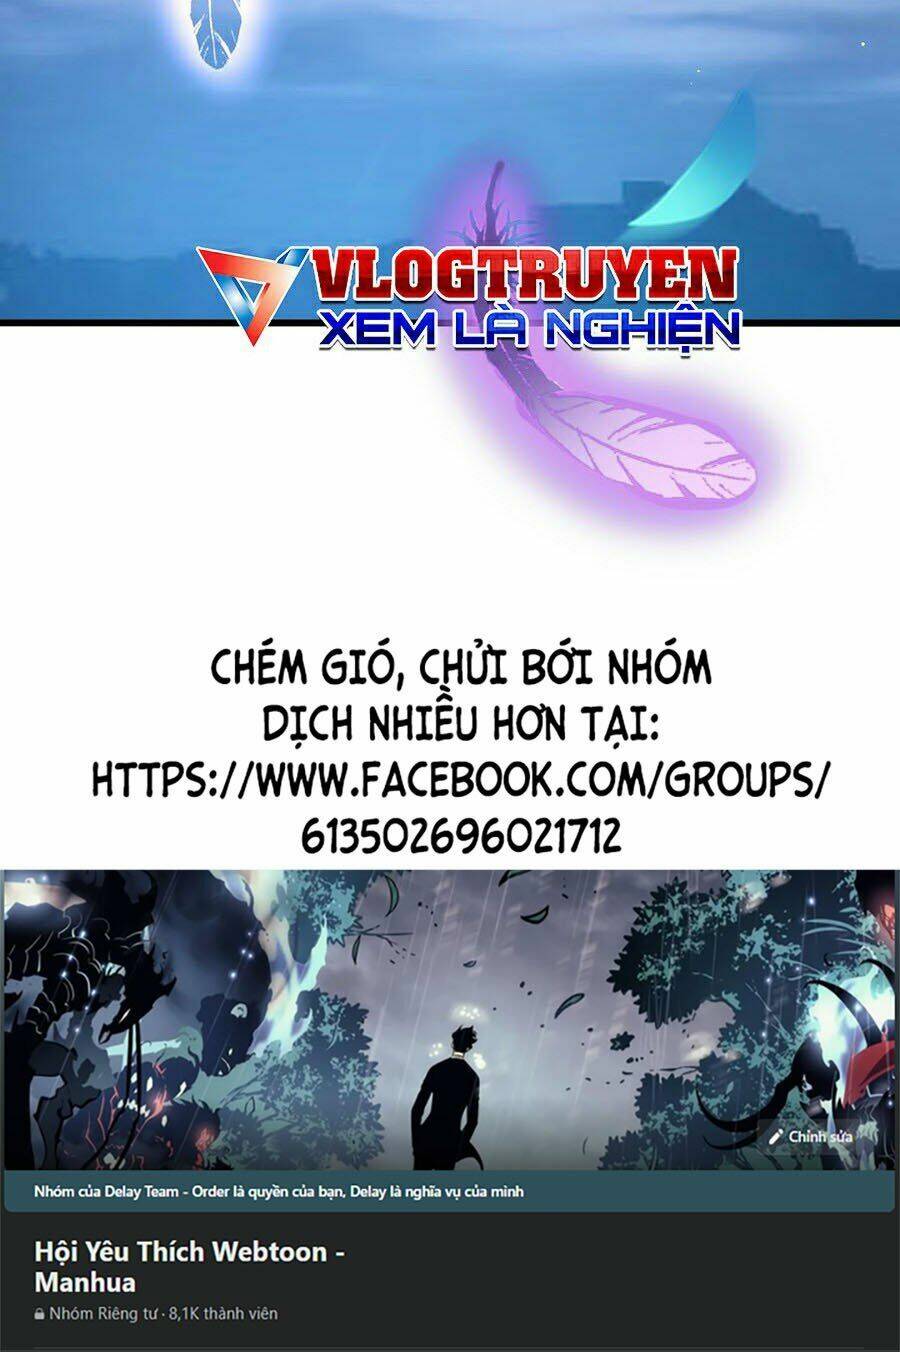 VLOGTRUYEN
XEM LÀ NGHIỆN
CHÉM GIÓ, CHỬI BỚI NHÓM
DỊCH NHIỀU HƠN TẠI:
HTTPS://WWW.FACEBOOK.COM/GROUPS/
613502696021712
Chỉnh sửa
Nhóm của Delay Team - Order là quyền của bạn, Delay là nghĩa vụ của mình
Hội Yêu Thích Webtoon -
Manhua
Nhóm Riêng tư · 8,1K thành viên